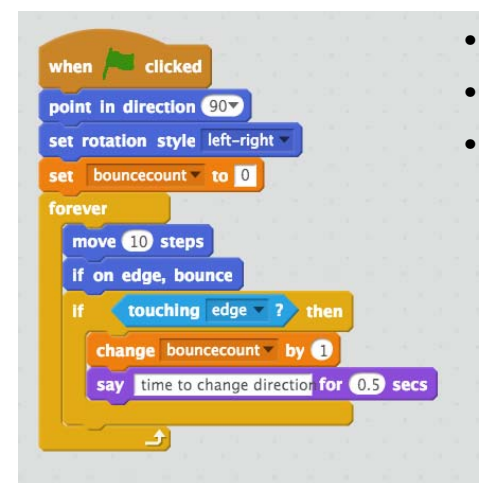 when clicked
point in direction 90
set rotation style left-right
set bouncecount to 0
forever
move 10 steps
if on edge, bounce
if touching edge ? then
change bouncecount by 1
say time to change direction for 0.5 secs